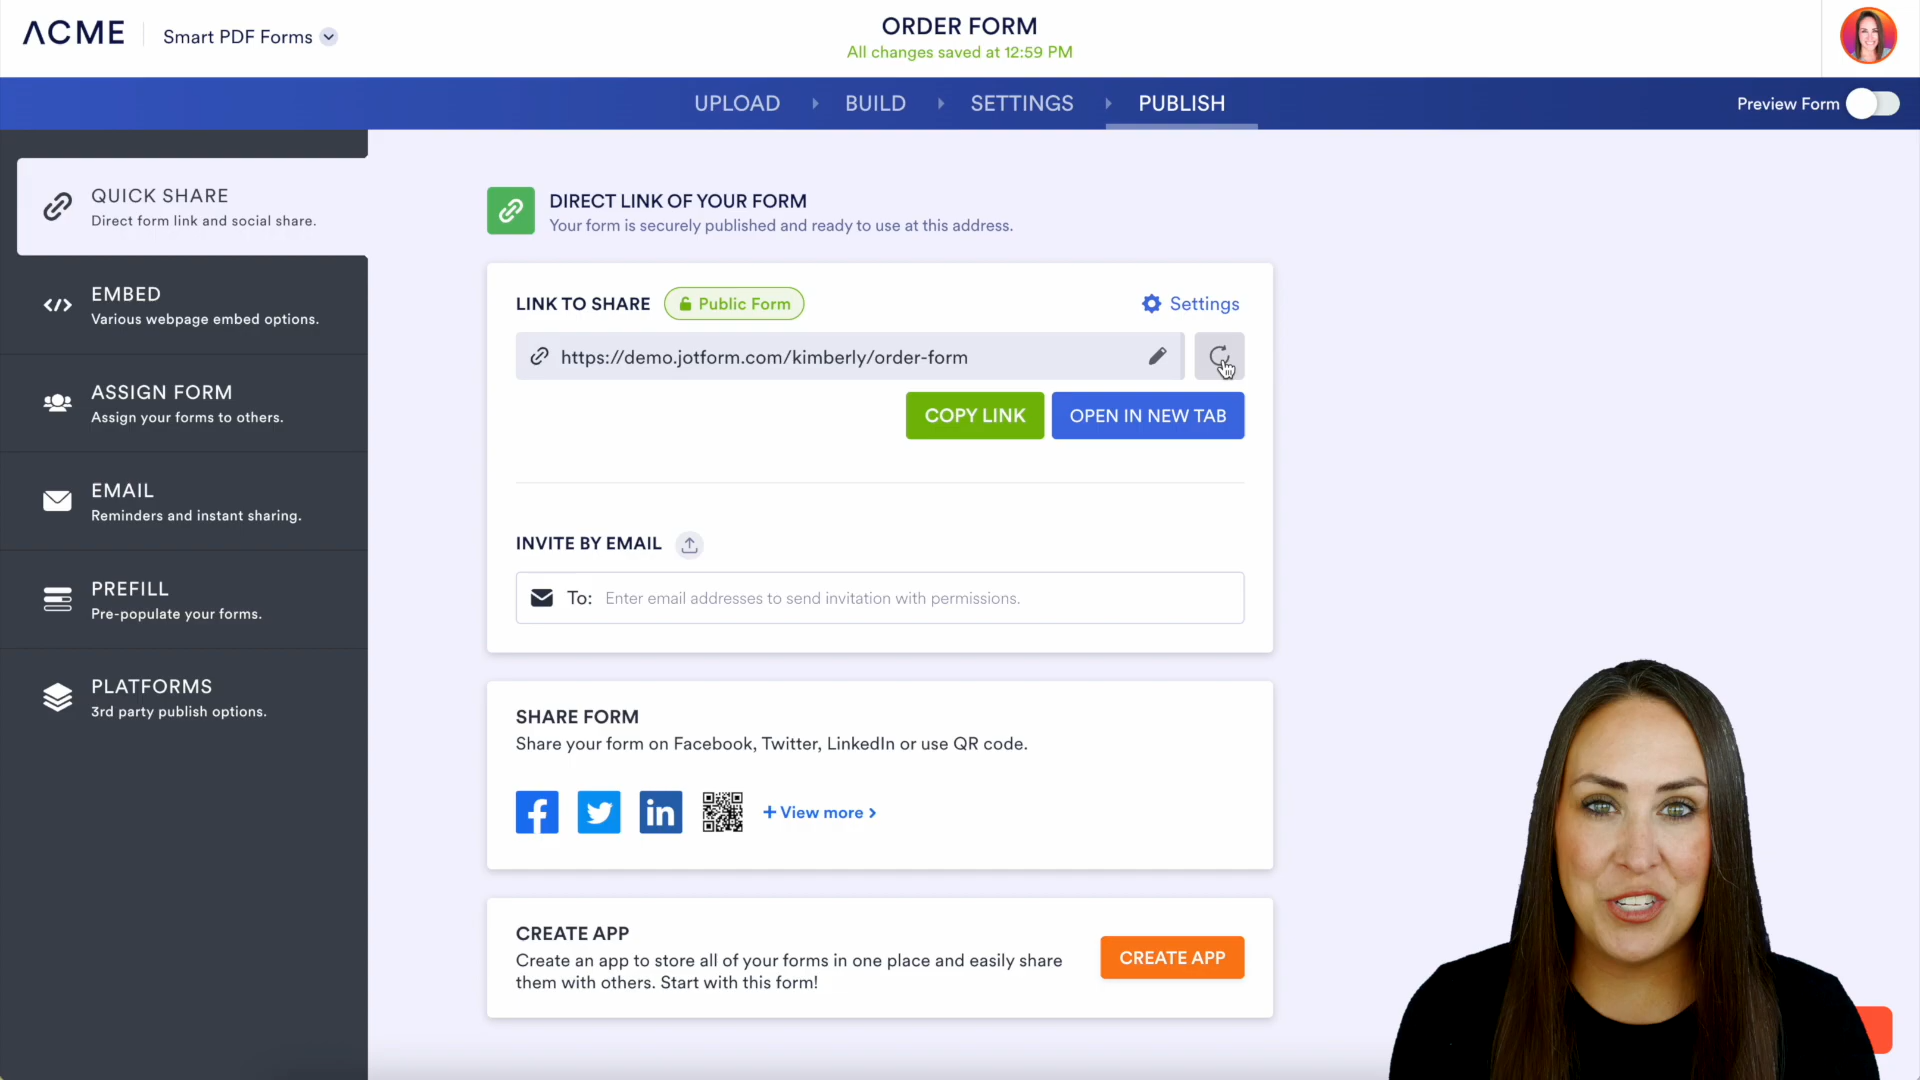 ACME
Smart PDF Forms
ORDER FORM
All changes saved at 12:59 PM
UPLOAD
BUILD
SETTINGS
PUBLISH
Preview Form
QUICK SHARE
Direct form link and social share.
EMBED
Various webpage embed options.
ASSIGN FORM
Assign your forms to others.
EMAIL
Reminders and instant sharing.
PREFILL
Pre-populate your forms.
PLATFORMS
3rd party publish options.
DIRECT LINK OF YOUR FORM
Your form is securely published and ready to use at this address.
LINK TO SHARE
Public Form
Settings
https://demo.jotform.com/kimberly/order-form
COPY LINK
OPEN IN NEW TAB
INVITE BY EMAIL
To: Enter email addresses to send invitation with permissions.
SHARE FORM
Share your form on Facebook, Twitter, LinkedIn or use QR code.
+ View more >
CREATE APP
Create an app to store all of your forms in one place and easily share
them with others. Start with this form!
CREATE APP